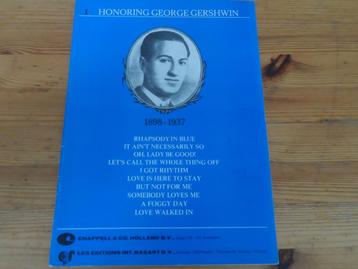 1 HONORING GEORGE GERSHWIN
1898-1937
RHAPSODY IN BLUE
IT AIN'T NECESSARILY SO
OH, LADY BE GOOD!
LET'S CALL THE WHOLE THING OFF
I GOT RHYTHM
LOVE IS HERE TO STAY
BUT NOT FOR ME
SOMEBODY LOVES ME
A FOGGY DAY
LOVE WALKED IN
CHAPPELL & CO. HOLLAND B.V.
LES EDITIONS INT. BASART B.V.